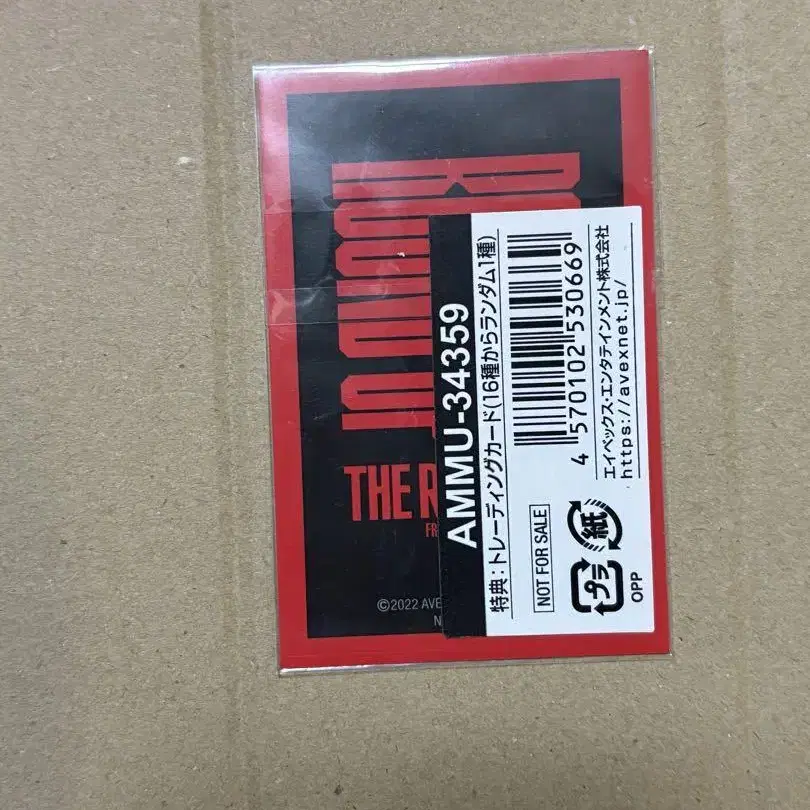 ROUND UP
THE R
FR
©2022 AVE
N
AMMU-34359
特典：トレーディングカード(16種からランダム1種)
4 570102 530669
NOT FOR SALE
プラ
紙
OPP
エイベックス・エンタテインメント株式会社
https://avexnet.jp/